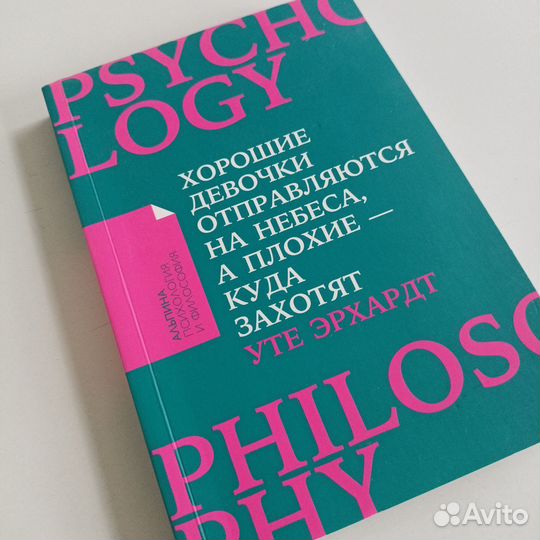 PSYCHO
LOGY
ХОРОШИЕ
ДЕВОЧКИ
ОТПРАВЛЯЮТСЯ
НА НЕБЕСА,
А ПЛОХИЕ —
КУДА
ЗАХОТЯТ
УТЕ ЭРХАРДТ
АЛЬПИНА
ПСИХОЛОГИЯ
И ФИЛОСОФИЯ
PHILOSO
PHY
Avito